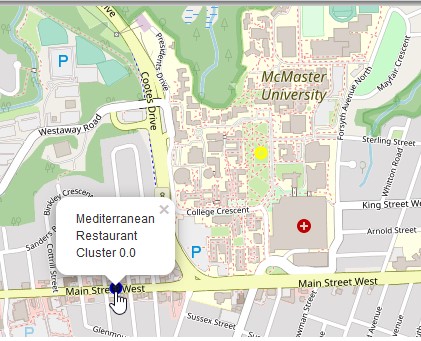 Drive
Presidents Drive
P
Cootes Drive
McMaster
University
Forsyth Avenue North
Mayfair Crescent
Westaway Road
Sterling Street
Whitton Road
Binkley Crescent
Mediterranean
Restaurant
Cluster 0.0
×
College Crescent
King Street West
Sanders B
Cottrill Street
P
Arnold Street
Main Street West
Main Street West
Glenmou
Sussex Street